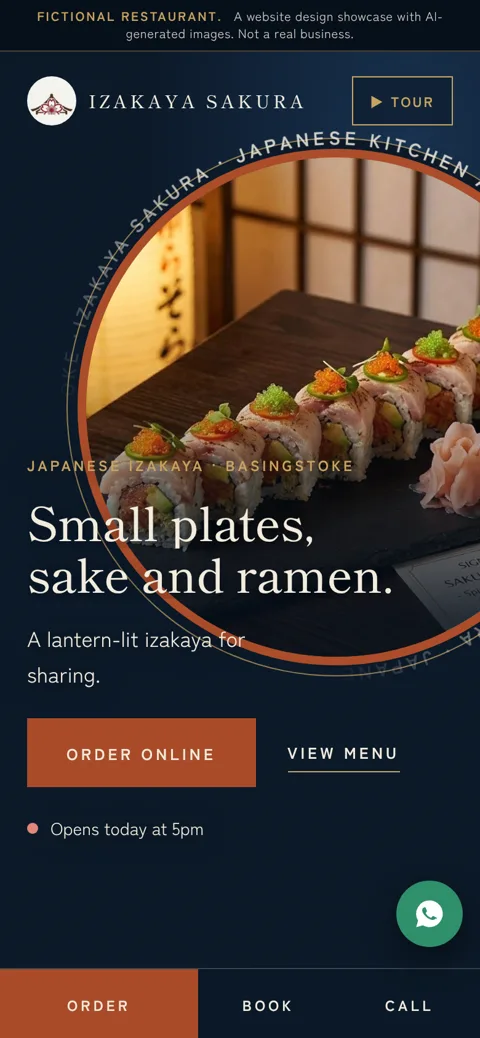 FICTIONAL RESTAURANT. A website design showcase with AI-
generated images. Not a real business.
IZAKAYA SAKURA
TOUR
IZAKAYA SAKURA · JAPANESE KITCHEN
JAPANESE IZAKAYA · BASINGSTOKE
Small plates,
sake and ramen.
A lantern-lit izakaya for
sharing.
ORDER ONLINE
VIEW MENU
Opens today at 5pm
ORDER
BOOK
CALL